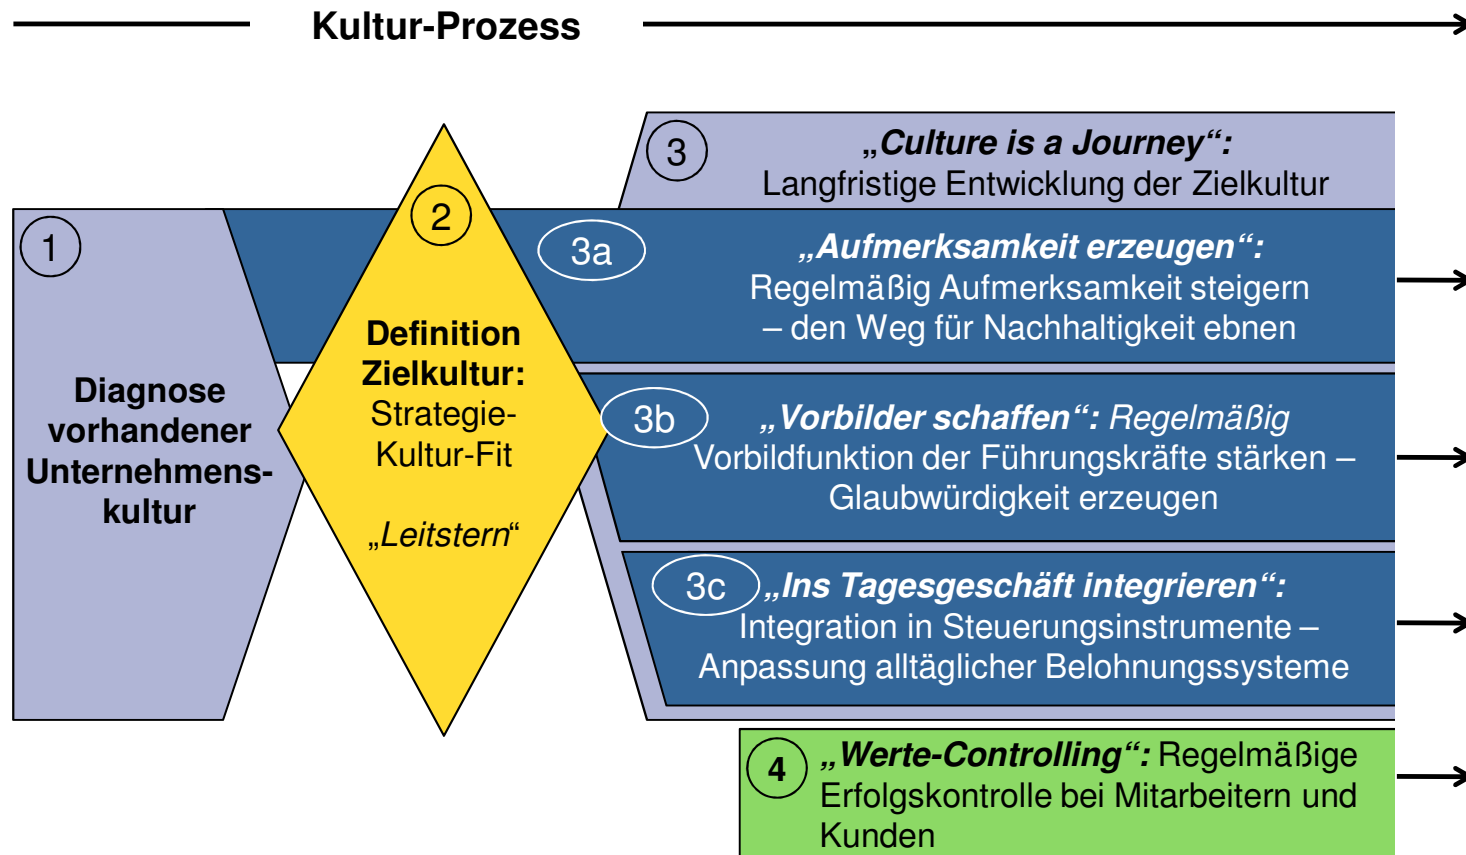 Kultur-Prozess
1
Diagnose
vorhandener
Unternehmens-
kultur
2
Definition
Zielkultur:
Strategie-
Kultur-Fit
„Leitstern“
3
„Culture is a Journey“:
Langfristige Entwicklung der Zielkultur
3a
„Aufmerksamkeit erzeugen“:
Regelmäßig Aufmerksamkeit steigern
– den Weg für Nachhaltigkeit ebnen
3b
„Vorbilder schaffen“: Regelmäßig
Vorbildfunktion der Führungskräfte stärken –
Glaubwürdigkeit erzeugen
3c
„Ins Tagesgeschäft integrieren“:
Integration in Steuerungsinstrumente –
Anpassung alltäglicher Belohnungssysteme
4
„Werte-Controlling“: Regelmäßige
Erfolgskontrolle bei Mitarbeitern und
Kunden